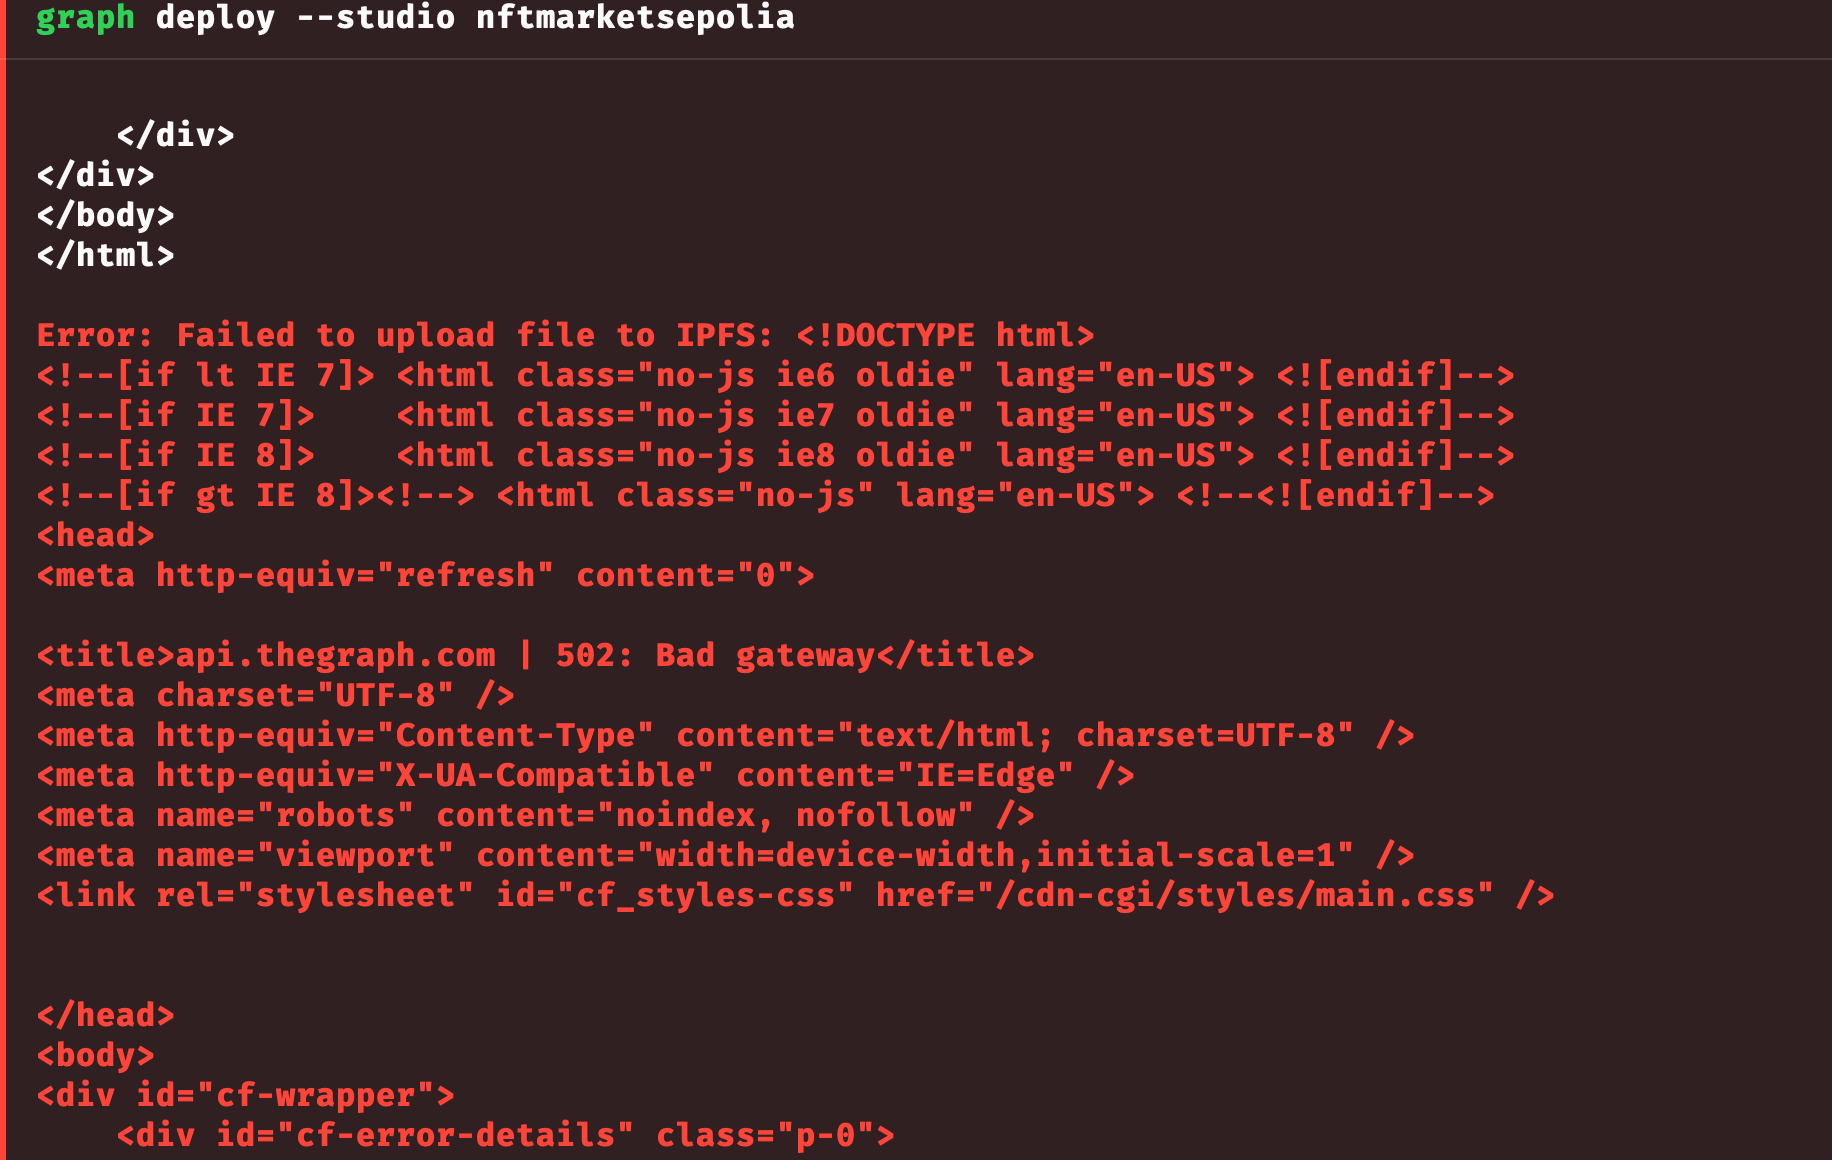 graph deploy --studio nftmarketsepolia
    </div>
</div>
</body>
</html>
Error: Failed to upload file to IPFS: <!DOCTYPE html>
<!--[if lt IE 7]> <html class="no-js ie6 oldie" lang="en-US"> <![endif]-->
<!--[if IE 7]>    <html class="no-js ie7 oldie" lang="en-US"> <![endif]-->
<!--[if IE 8]>    <html class="no-js ie8 oldie" lang="en-US"> <![endif]-->
<!--[if gt IE 8]><!--> <html class="no-js" lang="en-US"> <!--<![endif]-->
<head>
<meta http-equiv="refresh" content="0">
<title>api.thegraph.com | 502: Bad gateway</title>
<meta charset="UTF-8" />
<meta http-equiv="Content-Type" content="text/html; charset=UTF-8" />
<meta http-equiv="X-UA-Compatible" content="IE=Edge" />
<meta name="robots" content="noindex, nofollow" />
<meta name="viewport" content="width=device-width,initial-scale=1" />
<link rel="stylesheet" id="cf_styles-css" href="/cdn-cgi/styles/main.css" />
</head>
<body>
<div id="cf-wrapper">
    <div id="cf-error-details" class="p-0">